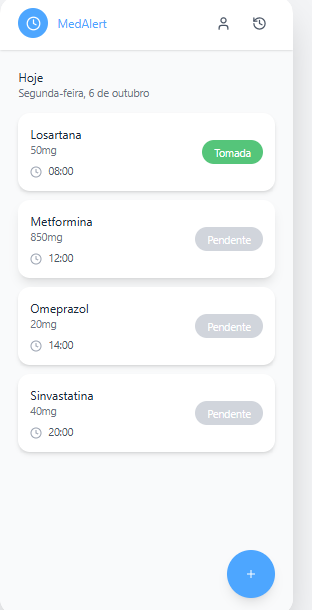 MedAlert
Hoje
Segunda-feira, 6 de outubro
Losartana
50mg
Tomada
08:00
Metformina
850mg
Pendente
12:00
Omeprazol
20mg
Pendente
14:00
Sinvastatina
40mg
Pendente
20:00
+